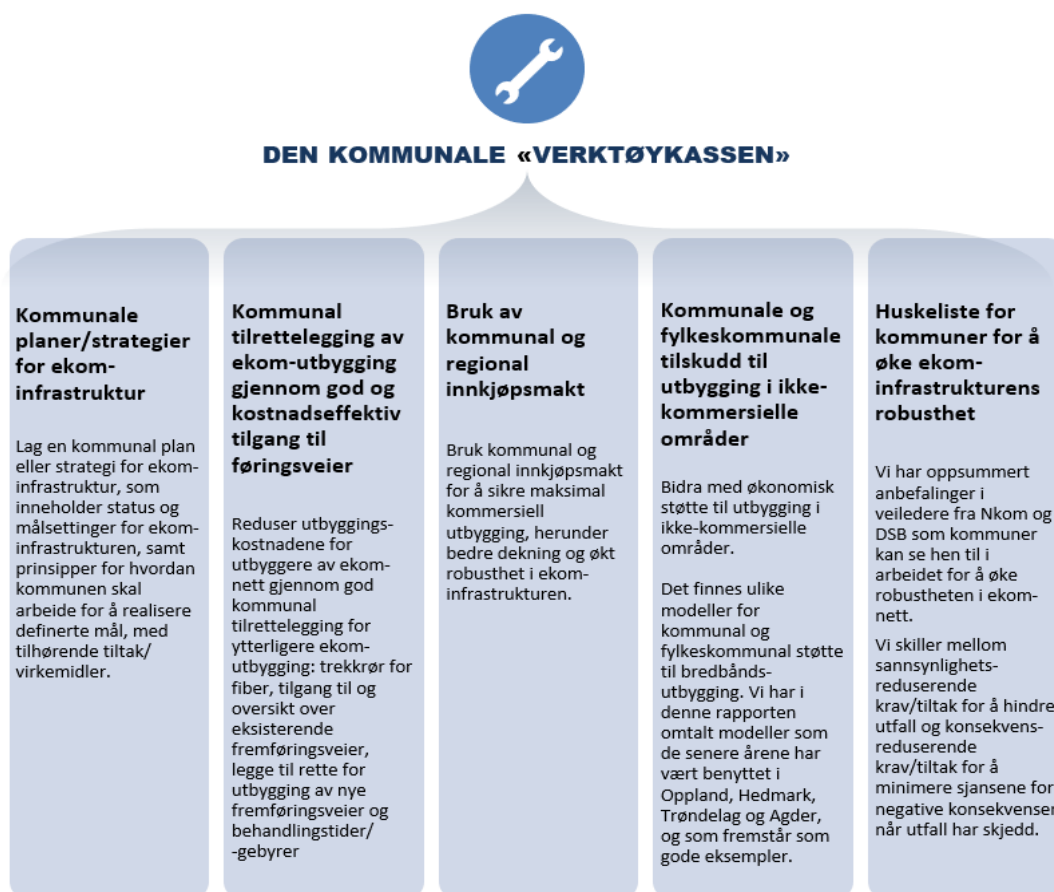 DEN KOMMUNALE «VERKTØYKASSEN»
Kommunale
planer/strategier
for ekom-
infrastruktur
Lag en kommunal plan
eller strategi for ekom-
infrastruktur, som
inneholder status og
målsettinger for ekom-
infrastrukturen, samt
prinsipper for hvordan
kommunen skal
arbeide for å realisere
definerte mål, med
tilhørende tiltak/
virkemidler.
Kommunal
tilrettelegging av
ekom-utbygging
gjennom god og
kostnadseffektiv
tilgang til
føringsveier
Reduser utbyggings-
kostnadene for
utbyggere av ekom-
nett gjennom god
kommunal
tilrettelegging for
ytterligere ekom-
utbygging: trekkrør for
fiber, tilgang til og
oversikt over
eksisterende
fremføringsveier,
legge til rette for
utbygging av nye
fremføringsveier og
behandlingstider/
-gebyrer
Bruk av
kommunal og
regional
innkjøpsmakt
Bruk kommunal og
regional innkjøpsmakt
for å sikre maksimal
kommersiell
utbygging, herunder
bedre dekning og økt
robusthet i ekom-
infrastrukturen.
Kommunale og
fylkeskommunale
tilskudd til
utbygging i ikke-
kommersielle
områder
Bidra med økonomisk
støtte til utbygging i
ikke-kommersielle
områder.
Det finnes ulike
modeller for
kommunal og
fylkeskommunal støtte
til bredbånds-
utbygging. Vi har i
denne rapporten
omtalt modeller som
de senere årene har
vært benyttet i
Oppland, Hedmark,
Trøndelag og Agder,
og som fremstår som
gode eksempler.
Huskeliste for
kommuner for å
øke ekom-
infrastrukturens
robusthet
Vi har oppsummert
anbefalinger i
veiledere fra Nkom og
DSB som kommuner
kan se hen til i
arbeidet for å øke
robustheten i ekom-
nett.
Vi skiller mellom
sannsynlighets-
reduserende
krav/tiltak for å hindre
utfall og konsekvens-
reduserende
krav/tiltak for å
minimere sjansene for
negative konsekvenser
når utfall har skjedd.